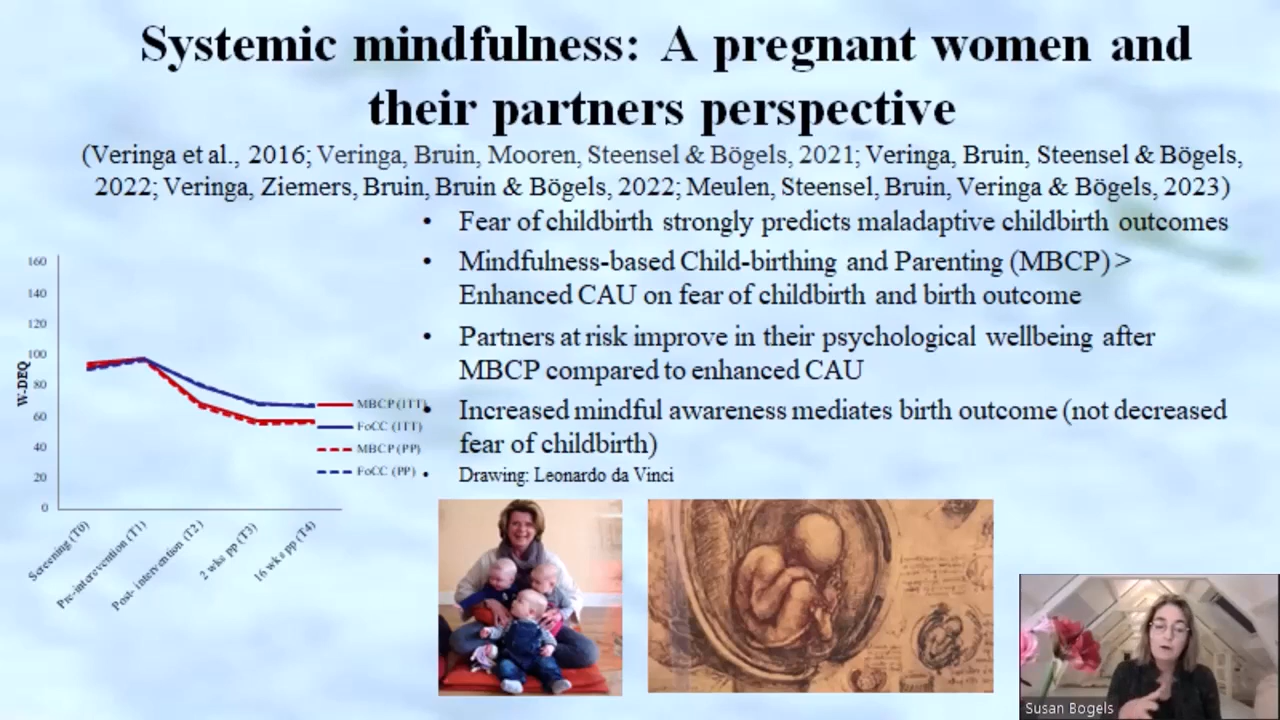 Systemic mindfulness: A pregnant women and
their partners perspective
(Veringa et al., 2016; Veringa, Bruin, Mooren, Steensel & Bögels, 2021; Veringa, Bruin, Steensel & Bögels,
2022; Veringa, Ziemers, Bruin, Bruin & Bögels, 2022; Meulen, Steensel, Bruin, Veringa & Bögels, 2023)
• Fear of childbirth strongly predicts maladaptive childbirth outcomes
• Mindfulness-based Child-birthing and Parenting (MBCP) >
Enhanced CAU on fear of childbirth and birth outcome
• Partners at risk improve in their psychological wellbeing after
MBCP compared to enhanced CAU
• Increased mindful awareness mediates birth outcome (not decreased
fear of childbirth)
• Drawing: Leonardo da Vinci
W-DEQ
160
140
120
100
80
60
40
20
0
Screening (T0)
Pre-intervention (T1)
Post- intervention (T2)
2 wks pp (T3)
16 wks pp (T4)
MBCP (ITT)
FoCC (ITT)
MBCP (PP)
FoCC (PP)
Susan Bogels